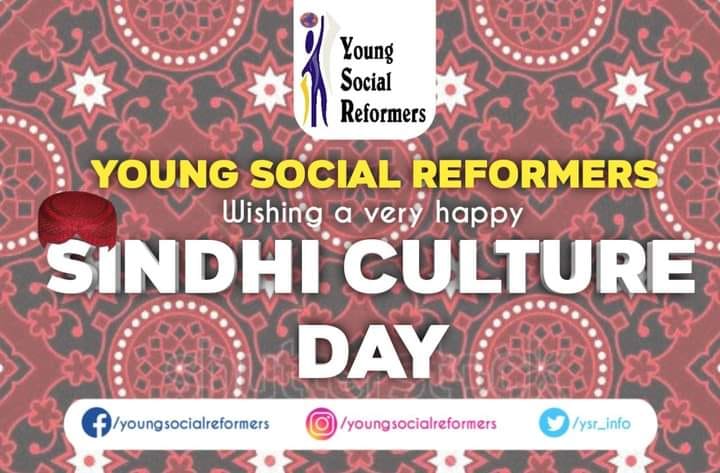 Young
Social
Reformers
YOUNG SOCIAL REFORMERS
Wishing a very happy
SINDHI CULTURE
DAY
/youngsocialreformers
/youngsocialreformers
/ysr_info